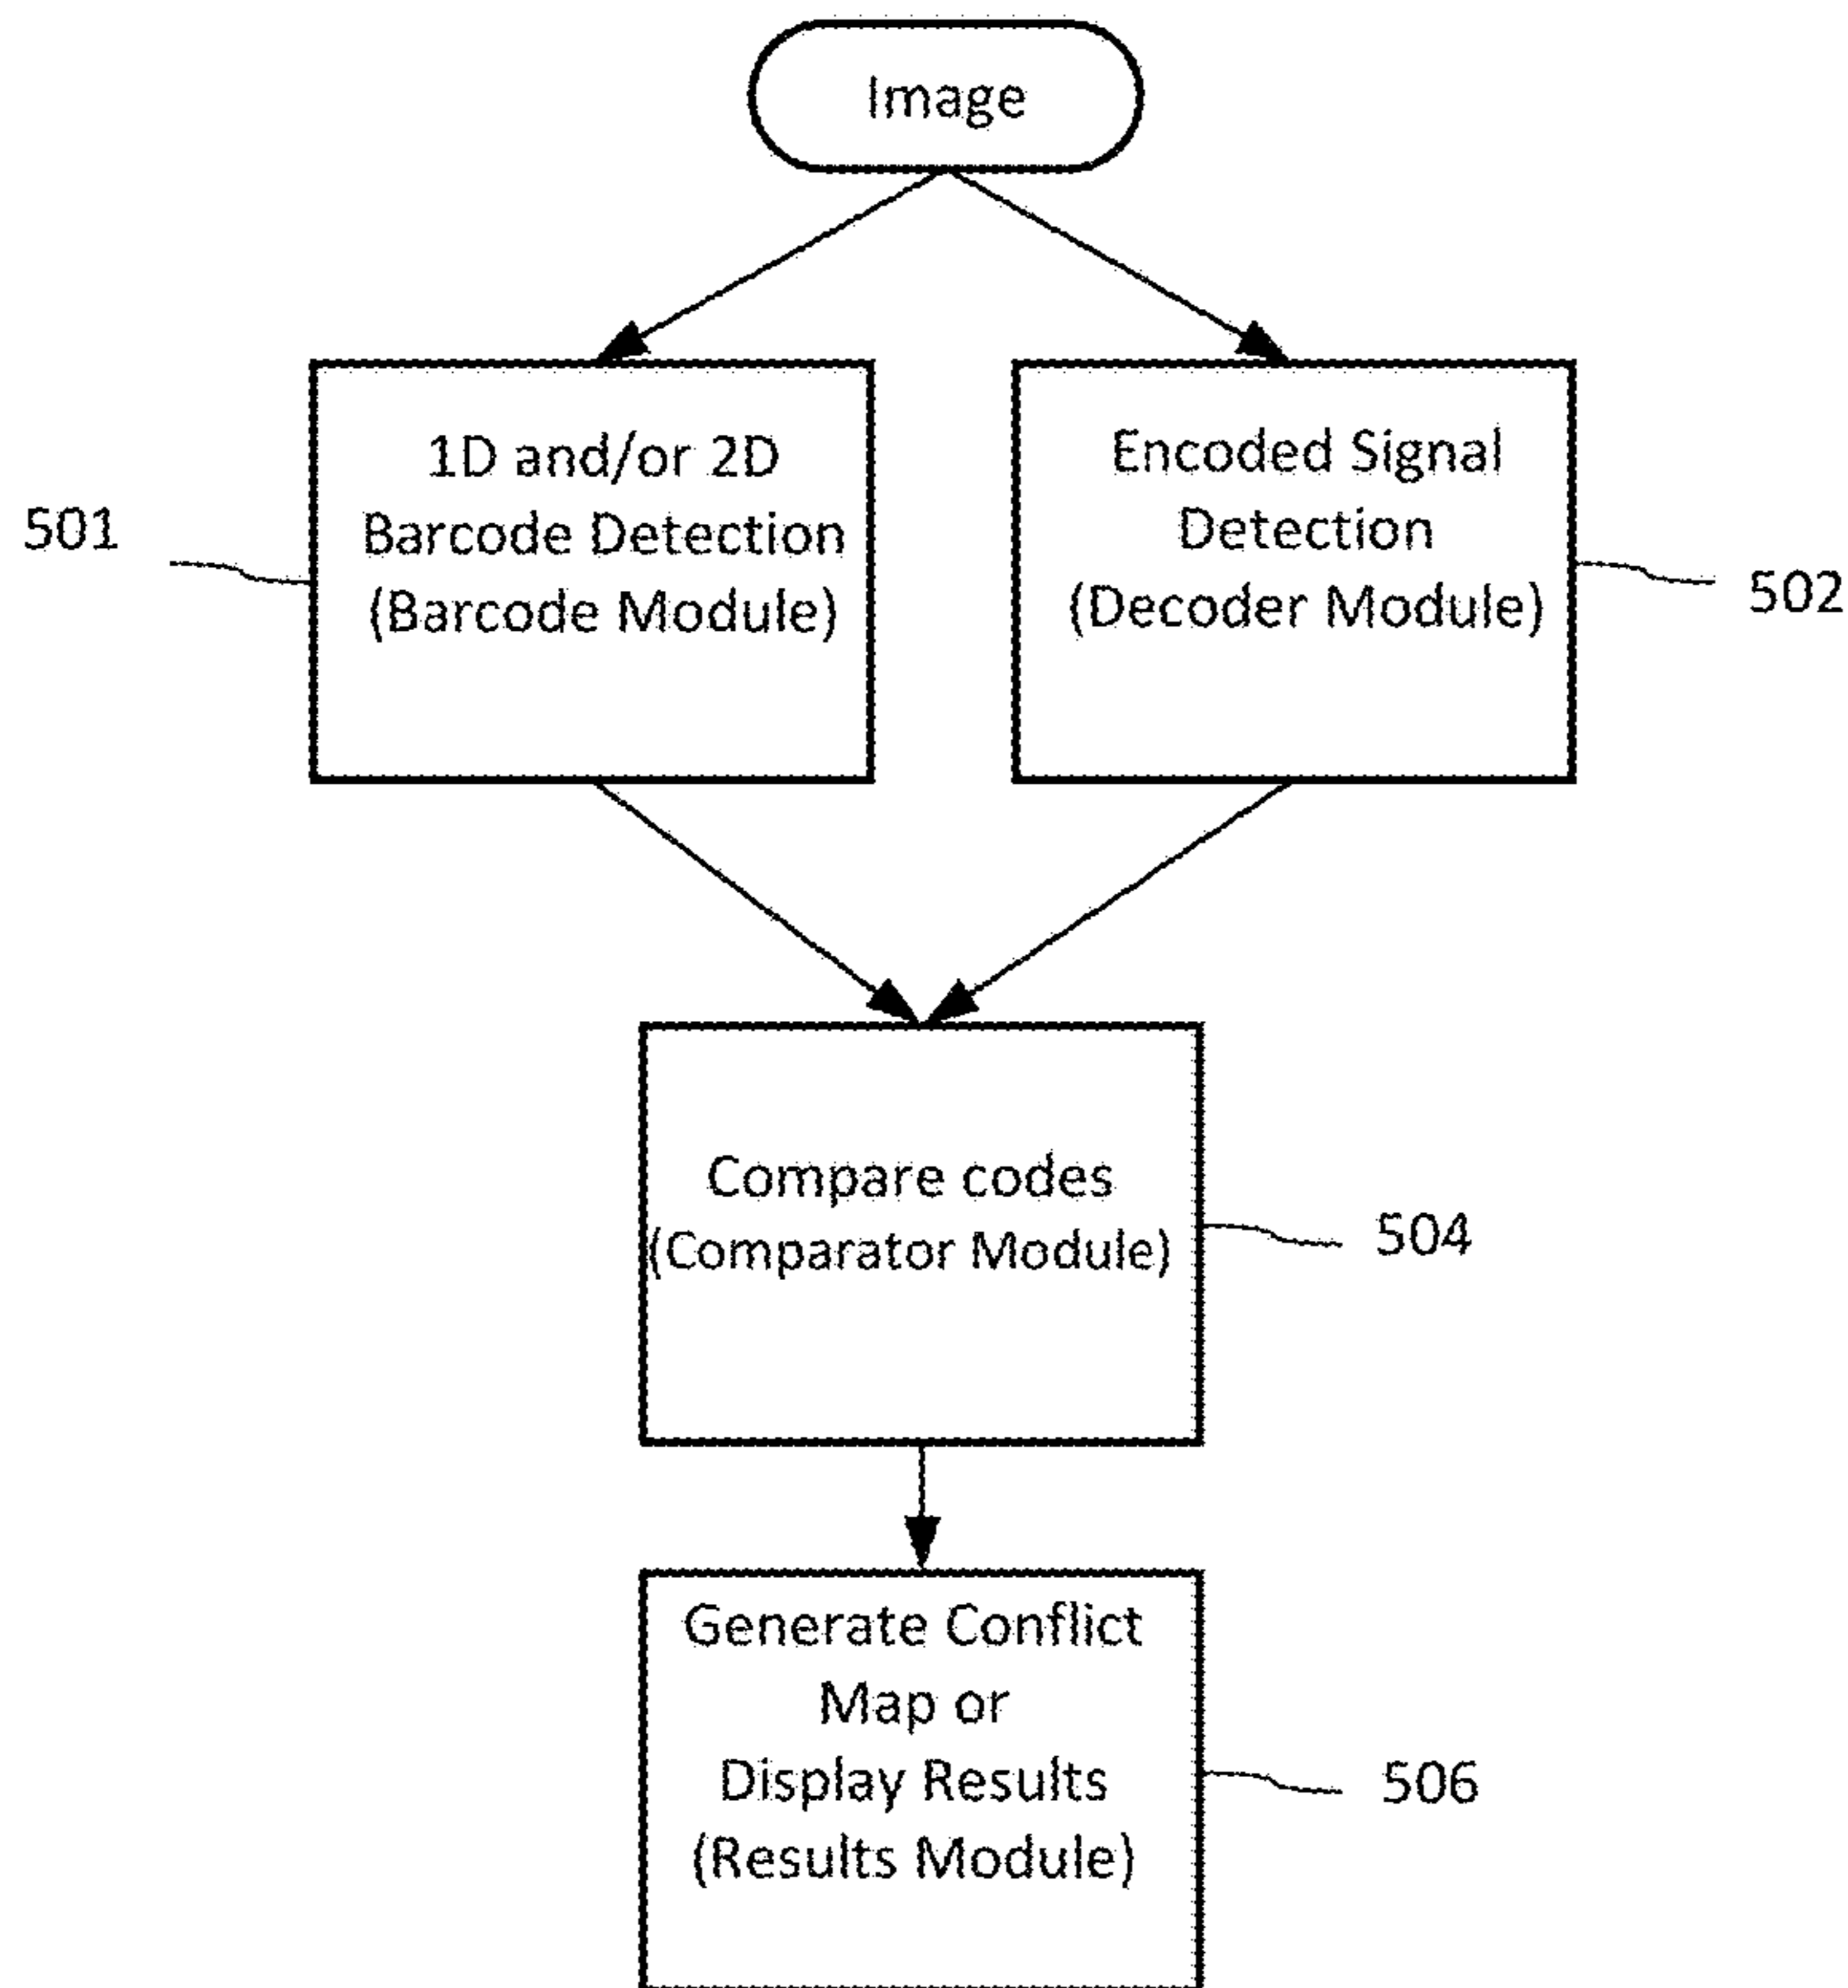 Image
1D and/or 2D
Barcode Detection
(Barcode Module)
501
Encoded Signal
Detection
(Decoder Module)
502
Compare codes
(Comparator Module)
504
Generate Conflict
Map or
Display Results
(Results Module)
506